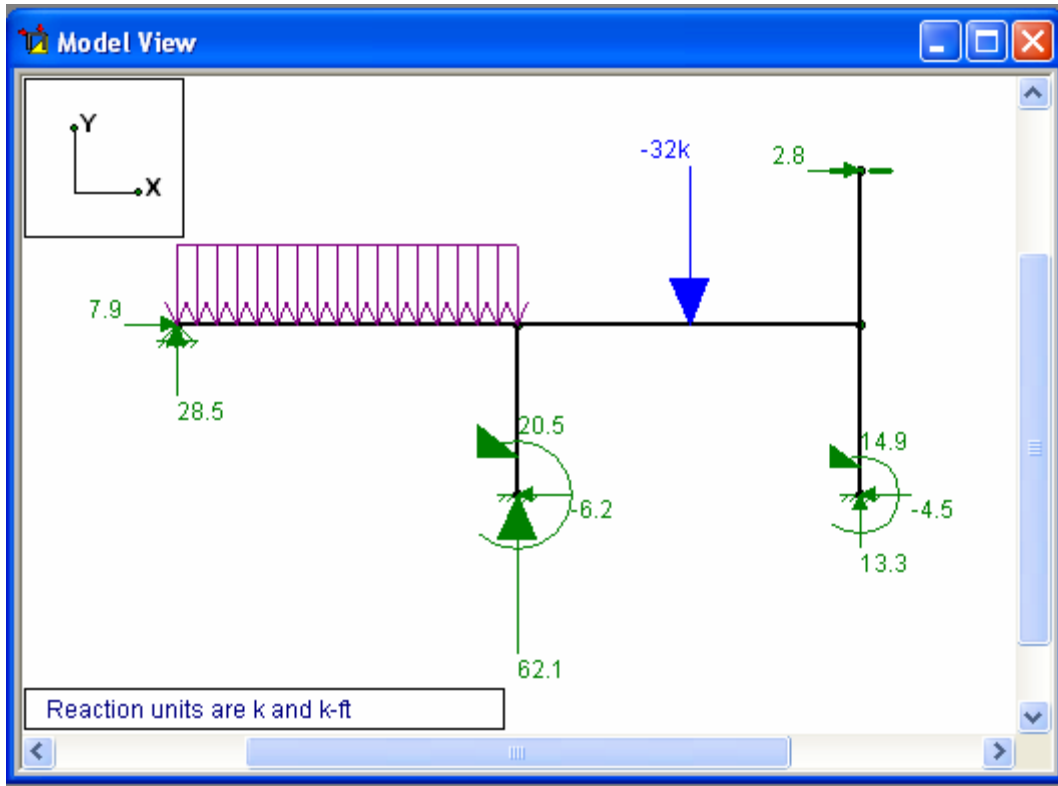 Model View
Y
X
-32k
2.8
7.9
28.5
20.5
14.9
-6.2
-4.5
13.3
62.1
Reaction units are k and k-ft